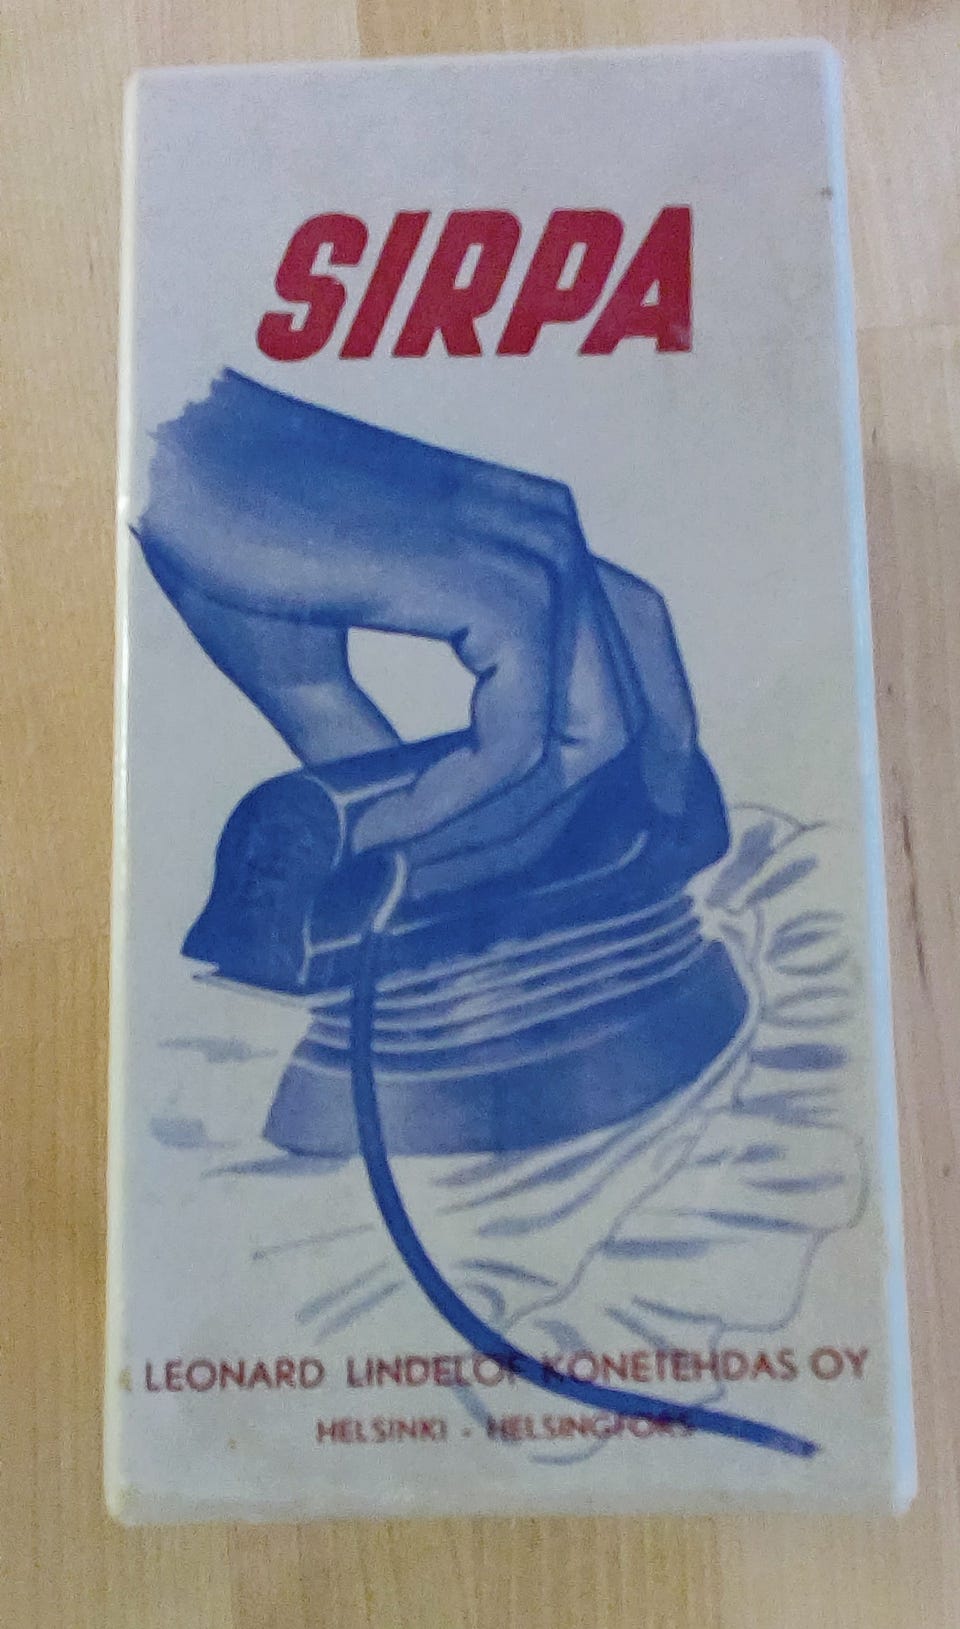 SIRPA
LEONARD LINDELÖF KONETEHDAS OY
HELSINKI - HELSINGFORS